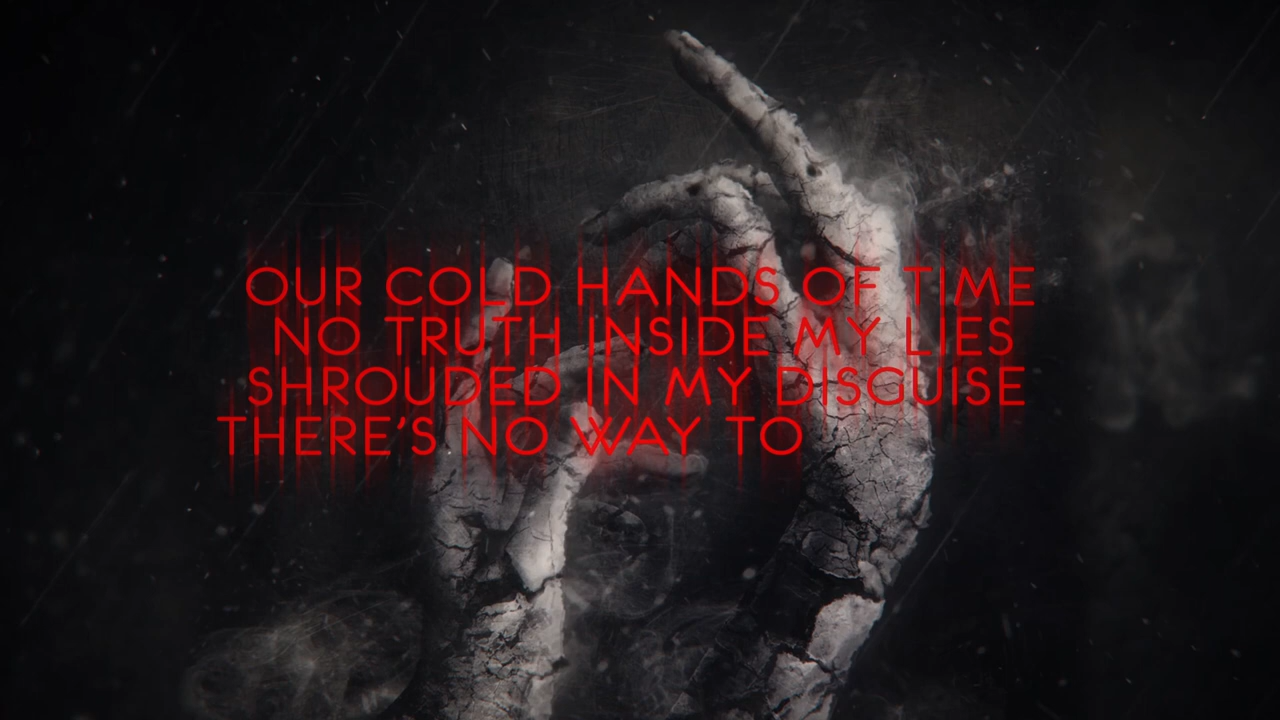 OUR COLD HANDS OF TIME
NO TRUTH INSIDE MY LIES
SHROUDED IN MY DISGUISE
THERE'S NO WAY TO